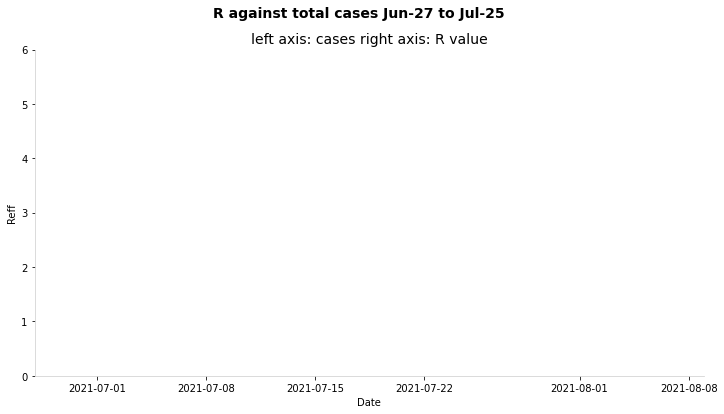 R against total cases Jun-27 to Jul-25
left axis: cases right axis: R value
6
5
4
3
2
1
0
Reff
2021-07-01 2021-07-08 2021-07-15 2021-07-22 2021-08-01 2021-08-08
Date